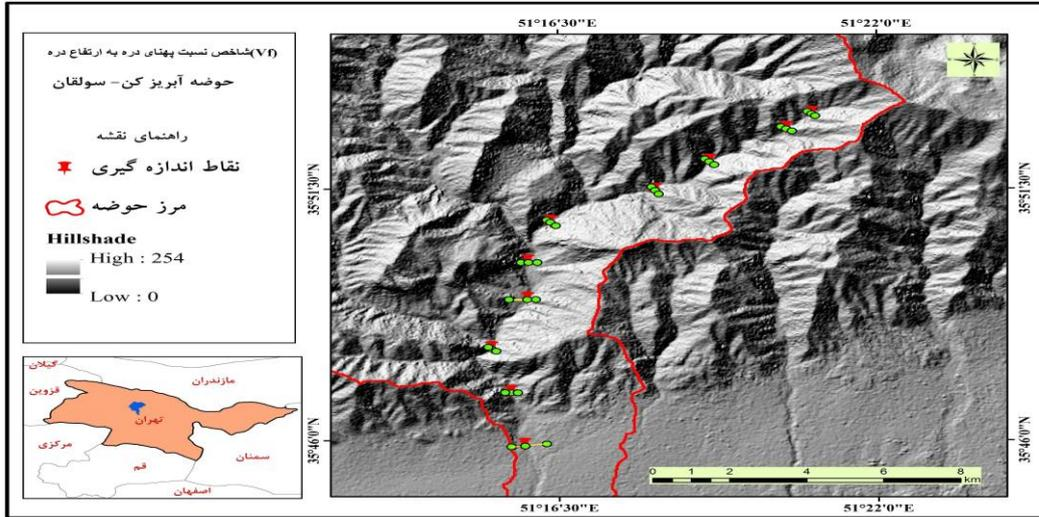 شاخص نسبت پهنای دره به ارتفاع دره(Vf)
حوضه آبریز کن- سولقان
راهنمای نقشه
نقاط اندازه گیری
مرز حوضه
Hillshade
High : 254
Low : 0
گیلان
مازندران
قزوین
تهران
مرکزی
سمنان
قم
اصفهان
51°16'30"E
51°22'0"E
35°51'30"N
35°51'30"N
35°46'0"N
35°46'0"N
0 1 2 4 6 8
km
51°16'30"E
51°22'0"E